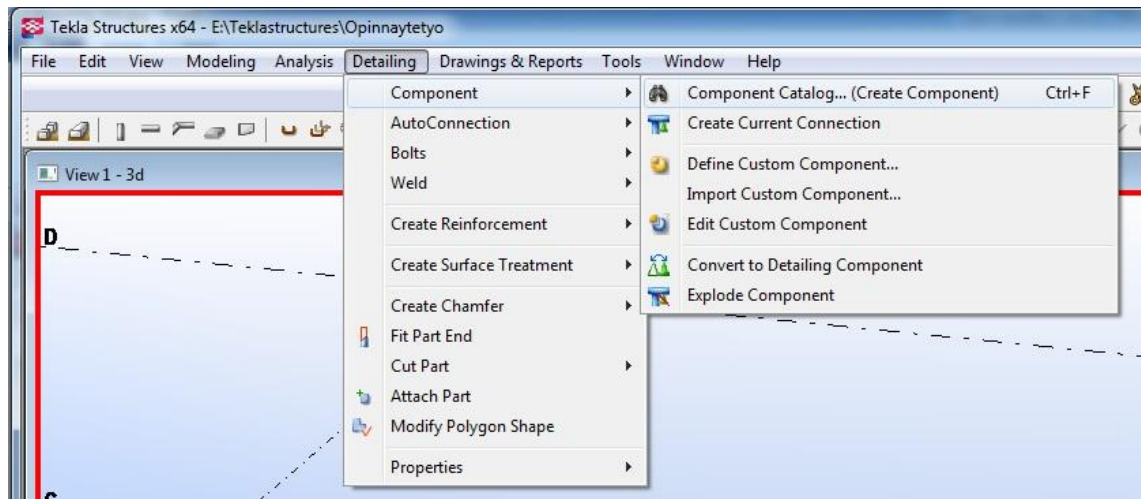 Tekla Structures x64 - E:\Teklastructures\Opinnaytetyo
File Edit View Modeling Analysis Detailing Drawings & Reports Tools Window Help
View 1 - 3d
D
Component
AutoConnection
Bolts
Weld
Create Reinforcement
Create Surface Treatment
Create Chamfer
Fit Part End
Cut Part
Attach Part
Modify Polygon Shape
Properties
Component Catalog... (Create Component) Ctrl+F
Create Current Connection
Define Custom Component...
Import Custom Component...
Edit Custom Component
Convert to Detailing Component
Explode Component